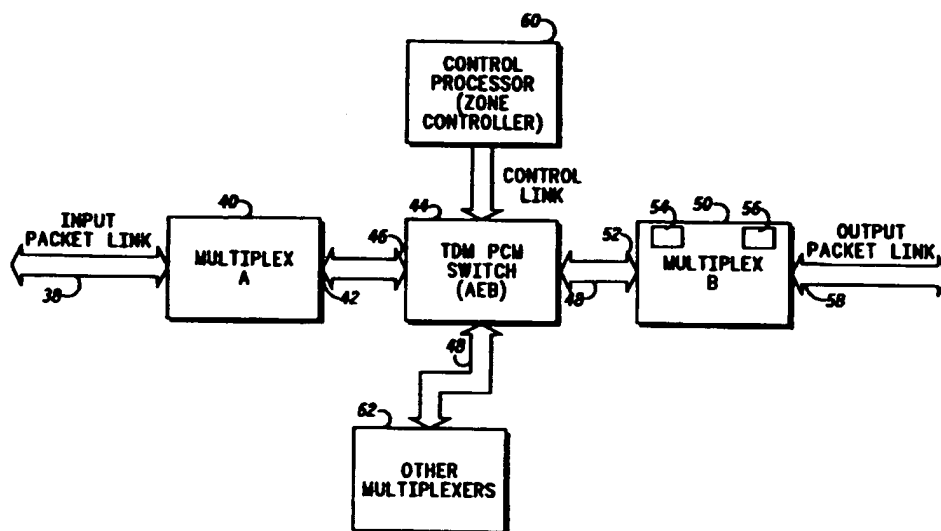 60
CONTROL
PROCESSOR
(ZONE
CONTROLLER)
CONTROL
LINK
INPUT
PACKET LINK
38
40
MULTIPLEX
A
42
44
46
TDM PCM
SWITCH
(AEB)
52
48
54
50
56
MULTIPLEX
B
OUTPUT
PACKET LINK
58
48
62
OTHER
MULTIPLEXERS